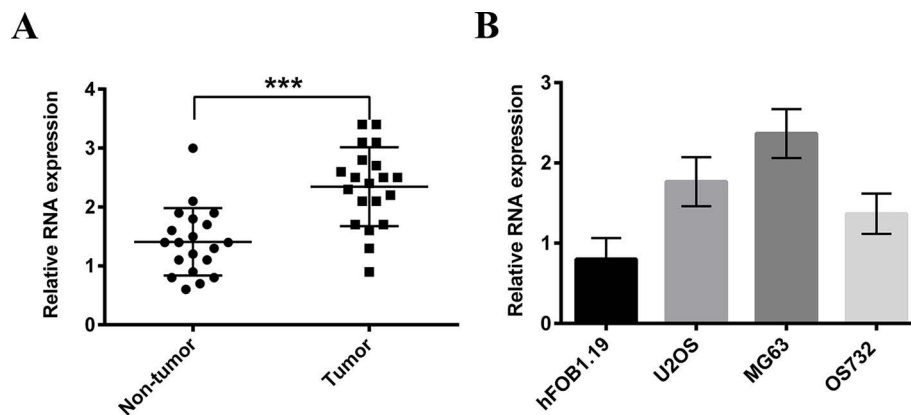 A
Relative RNA expression
4
3
2
1
0
***
Non-tumor
Tumor
B
Relative RNA expression
3
2
1
0
hFOB1.19
U2OS
MG63
OS732